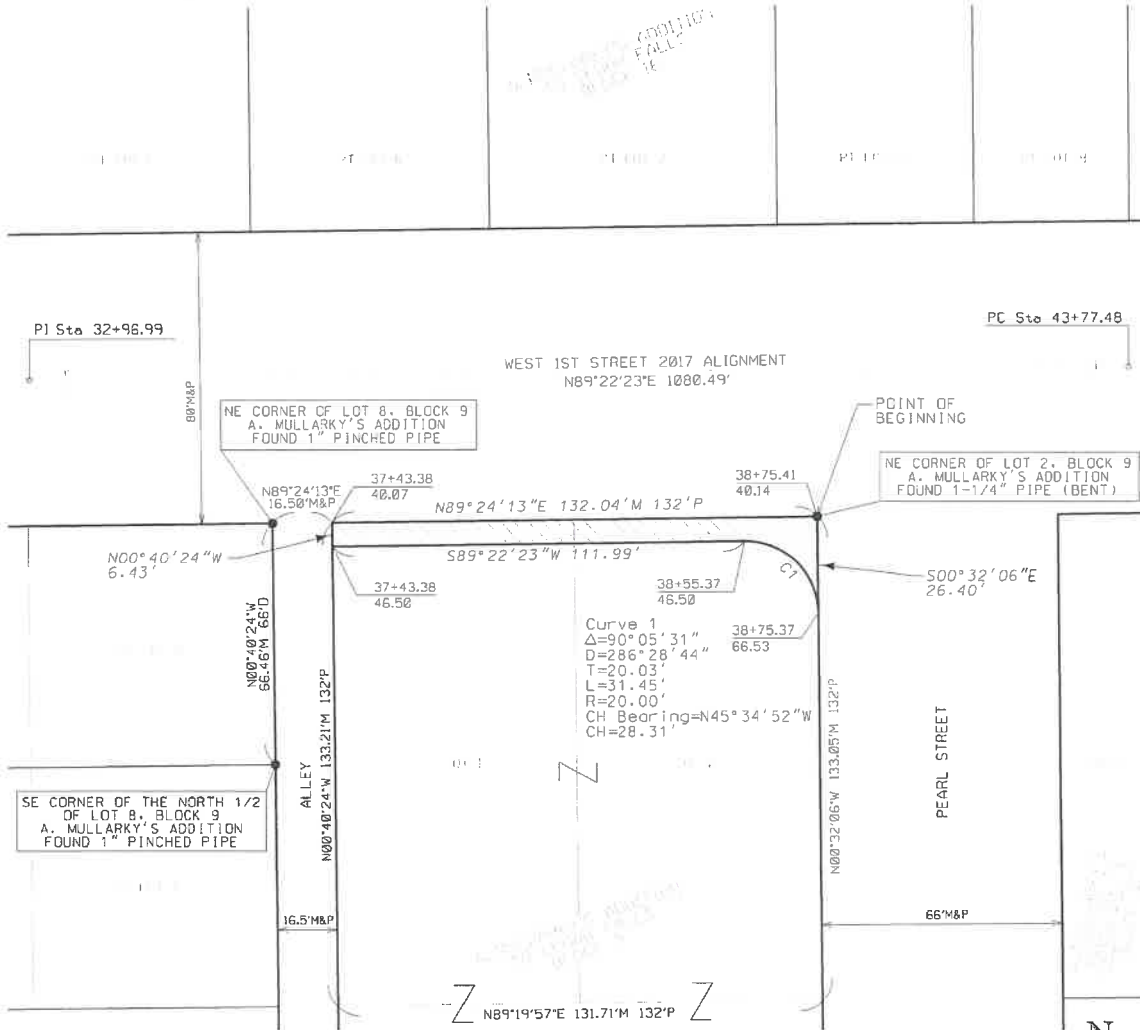 ADDITION
PI Sta 32+96.99
PC Sta 43+77.48
80'M&P
WEST 1ST STREET 2017 ALIGNMENT
N89°22'23"E 1080.49'
NE CORNER OF LOT 8, BLOCK 9
A. MULLARKY'S ADDITION
FOUND 1" PINCHED PIPE
POINT OF
BEGINNING
NE CORNER OF LOT 2, BLOCK 9
A. MULLARKY'S ADDITION
FOUND 1-1/4" PIPE (BENT)
N89°24'13"E
16.50'M&P
37+43.38
40.07
38+75.41
40.14
N89°24'13"E 132.04'M 132'P
N00°40'24"W
6.43'
S89°22'23"W 111.99'
C1
S00°32'06"E
26.40'
37+43.38
46.50
38+55.37
46.50
38+75.37
66.53
Curve 1
Δ=90°05'31"
D=286°28'44"
T=20.03'
L=31.45'
R=20.00'
CH Bearing=N45°34'52"W
CH=28.31'
N00°40'24"W
66.46'M 66'D
ALLEY
N00°40'24"W 133.21'M 132'P
N00°32'06"W 133.05'M 132'P
PEARL STREET
SE CORNER OF THE NORTH 1/2
OF LOT 8, BLOCK 9
A. MULLARKY'S ADDITION
FOUND 1" PINCHED PIPE
16.5'M&P
66'M&P
N89°19'57"E 131.71'M 132'P
N